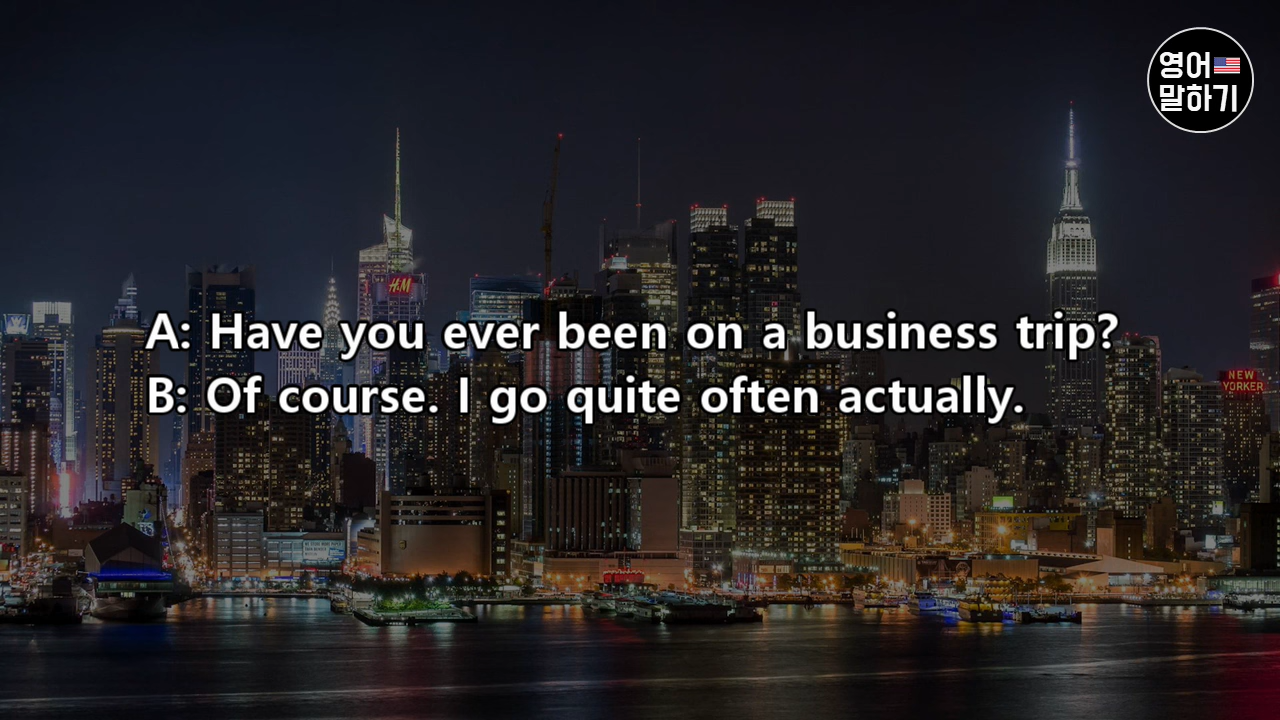 영어
말하기
H&M
A: Have you ever been on a business trip?
B: Of course. I go quite often actually.
NEW
YORKER